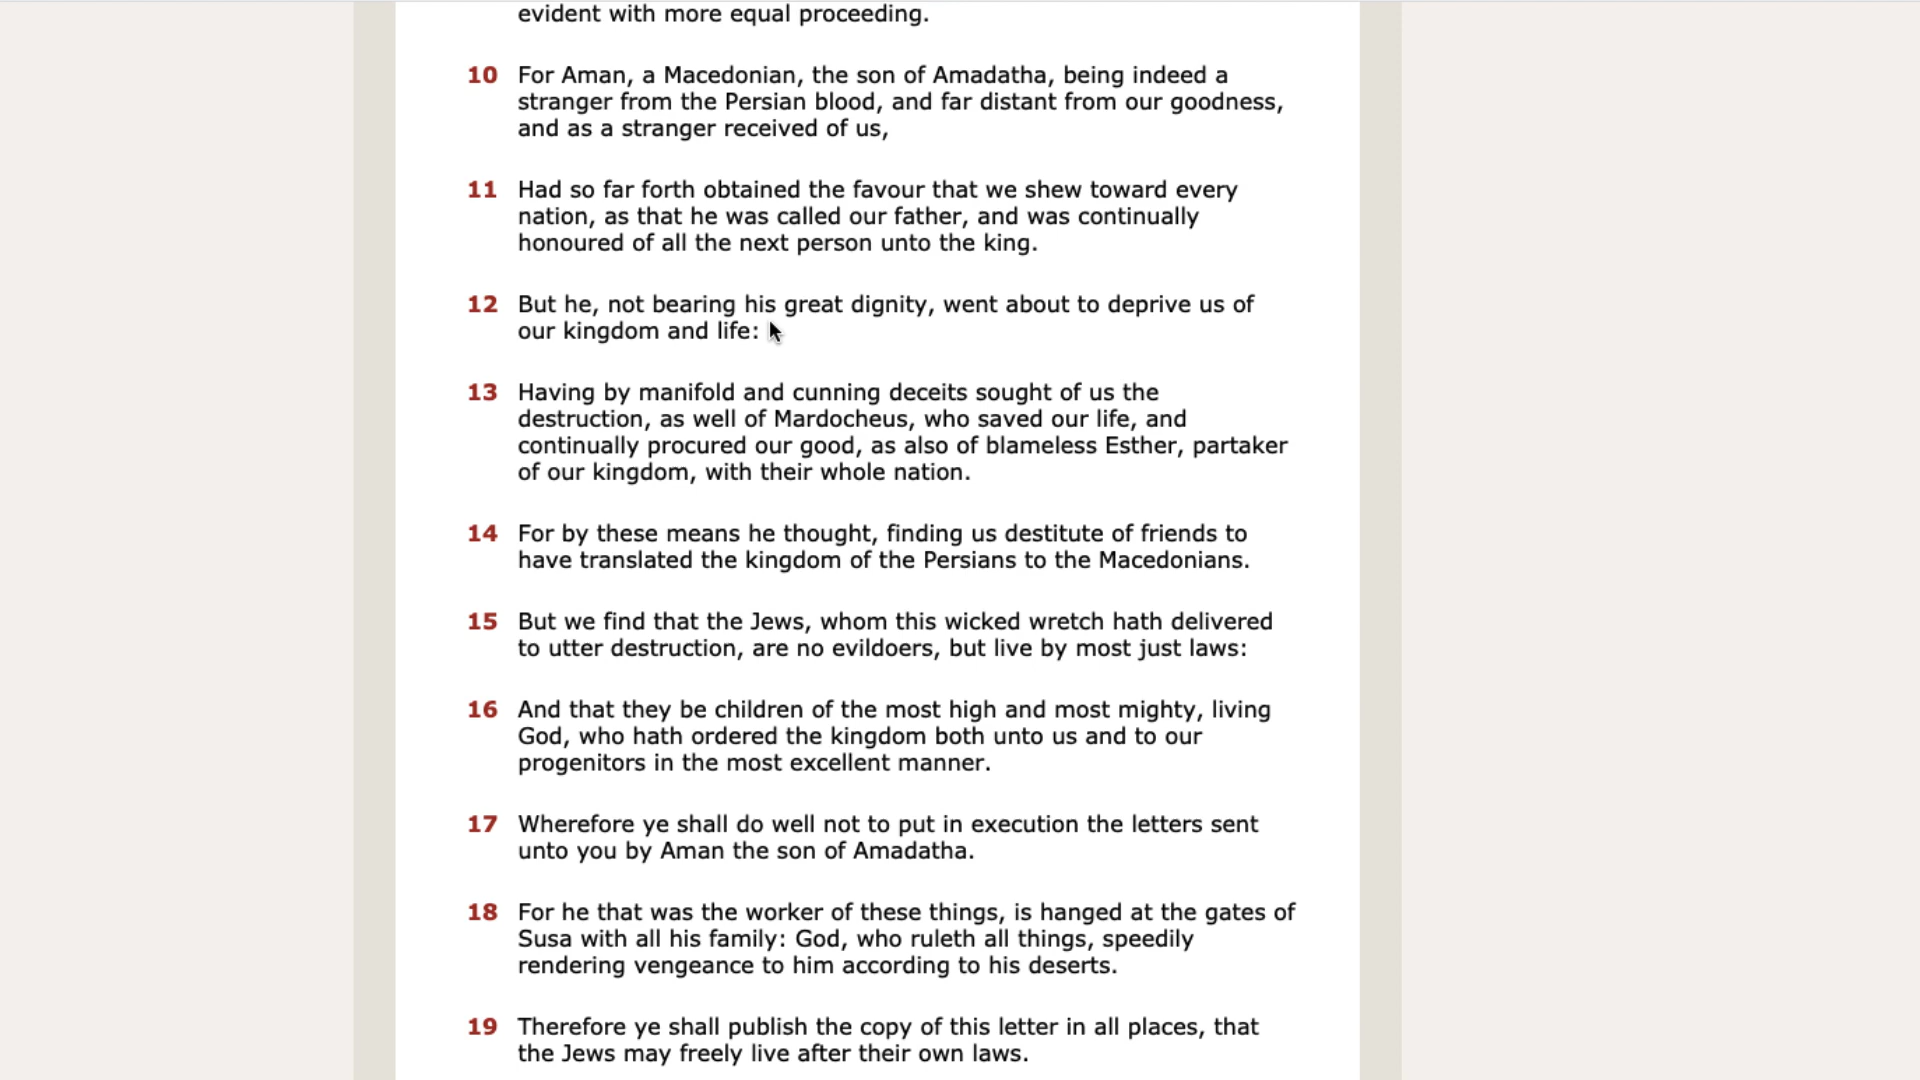 evident with more equal proceeding.
10 For Aman, a Macedonian, the son of Amadatha, being indeed a
stranger from the Persian blood, and far distant from our goodness,
and as a stranger received of us,
11 Had so far forth obtained the favour that we shew toward every
nation, as that he was called our father, and was continually
honoured of all the next person unto the king.
12 But he, not bearing his great dignity, went about to deprive us of
our kingdom and life:
13 Having by manifold and cunning deceits sought of us the
destruction, as well of Mardocheus, who saved our life, and
continually procured our good, as also of blameless Esther, partaker
of our kingdom, with their whole nation.
14 For by these means he thought, finding us destitute of friends to
have translated the kingdom of the Persians to the Macedonians.
15 But we find that the Jews, whom this wicked wretch hath delivered
to utter destruction, are no evildoers, but live by most just laws:
16 And that they be children of the most high and most mighty, living
God, who hath ordered the kingdom both unto us and to our
progenitors in the most excellent manner.
17 Wherefore ye shall do well not to put in execution the letters sent
unto you by Aman the son of Amadatha.
18 For he that was the worker of these things, is hanged at the gates of
Susa with all his family: God, who ruleth all things, speedily
rendering vengeance to him according to his deserts.
19 Therefore ye shall publish the copy of this letter in all places, that
the Jews may freely live after their own laws.